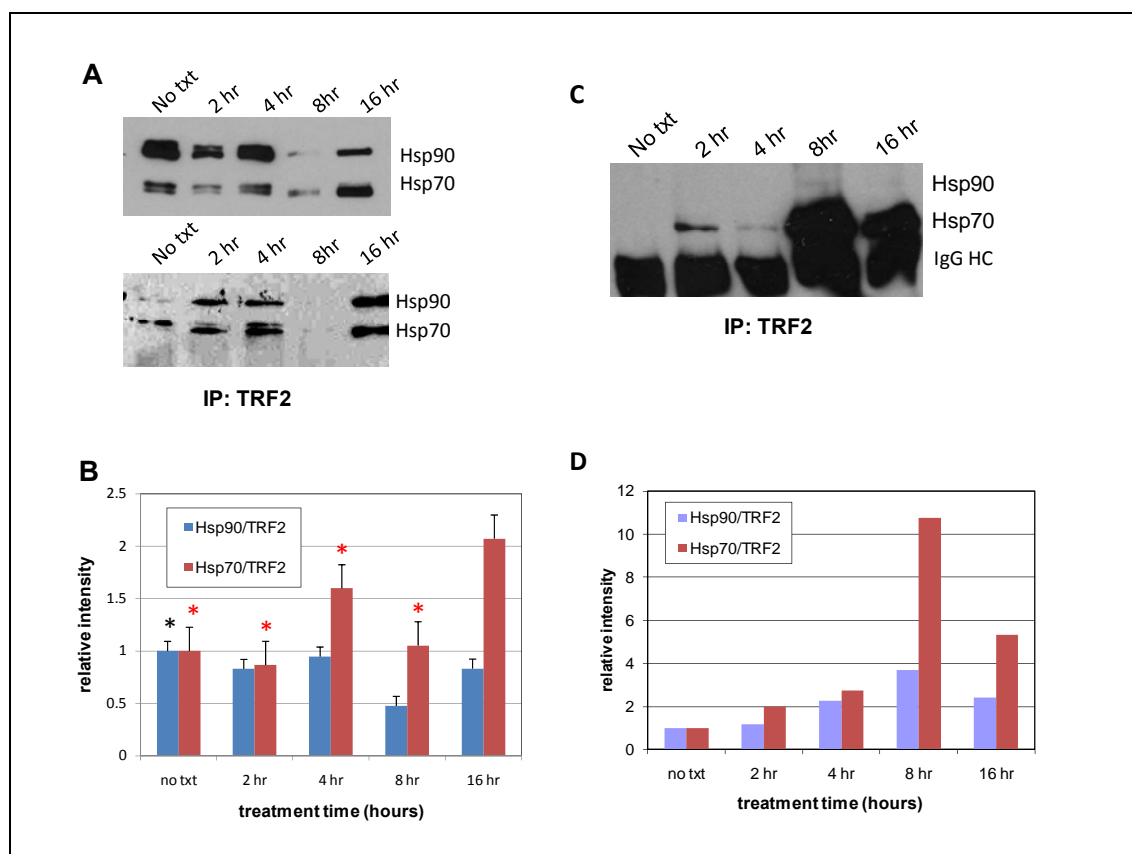 A
No txt 2 hr 4 hr 8hr 16 hr
Hsp90
Hsp70
No txt 2 hr 4 hr 8hr 16 hr
Hsp90
Hsp70
IP: TRF2
C
No txt 2 hr 4 hr 8hr 16 hr
Hsp90
Hsp70
IgG HC
IP: TRF2
B
2.5
2
1.5
1
0.5
0
relative intensity
Hsp90/TRF2
Hsp70/TRF2
* * * * *
no txt 2 hr 4 hr 8 hr 16 hr
treatment time (hours)
D
12
10
8
6
4
2
0
relative intensity
Hsp90/TRF2
Hsp70/TRF2
no txt 2 hr 4 hr 8 hr 16 hr
treatment time (hours)